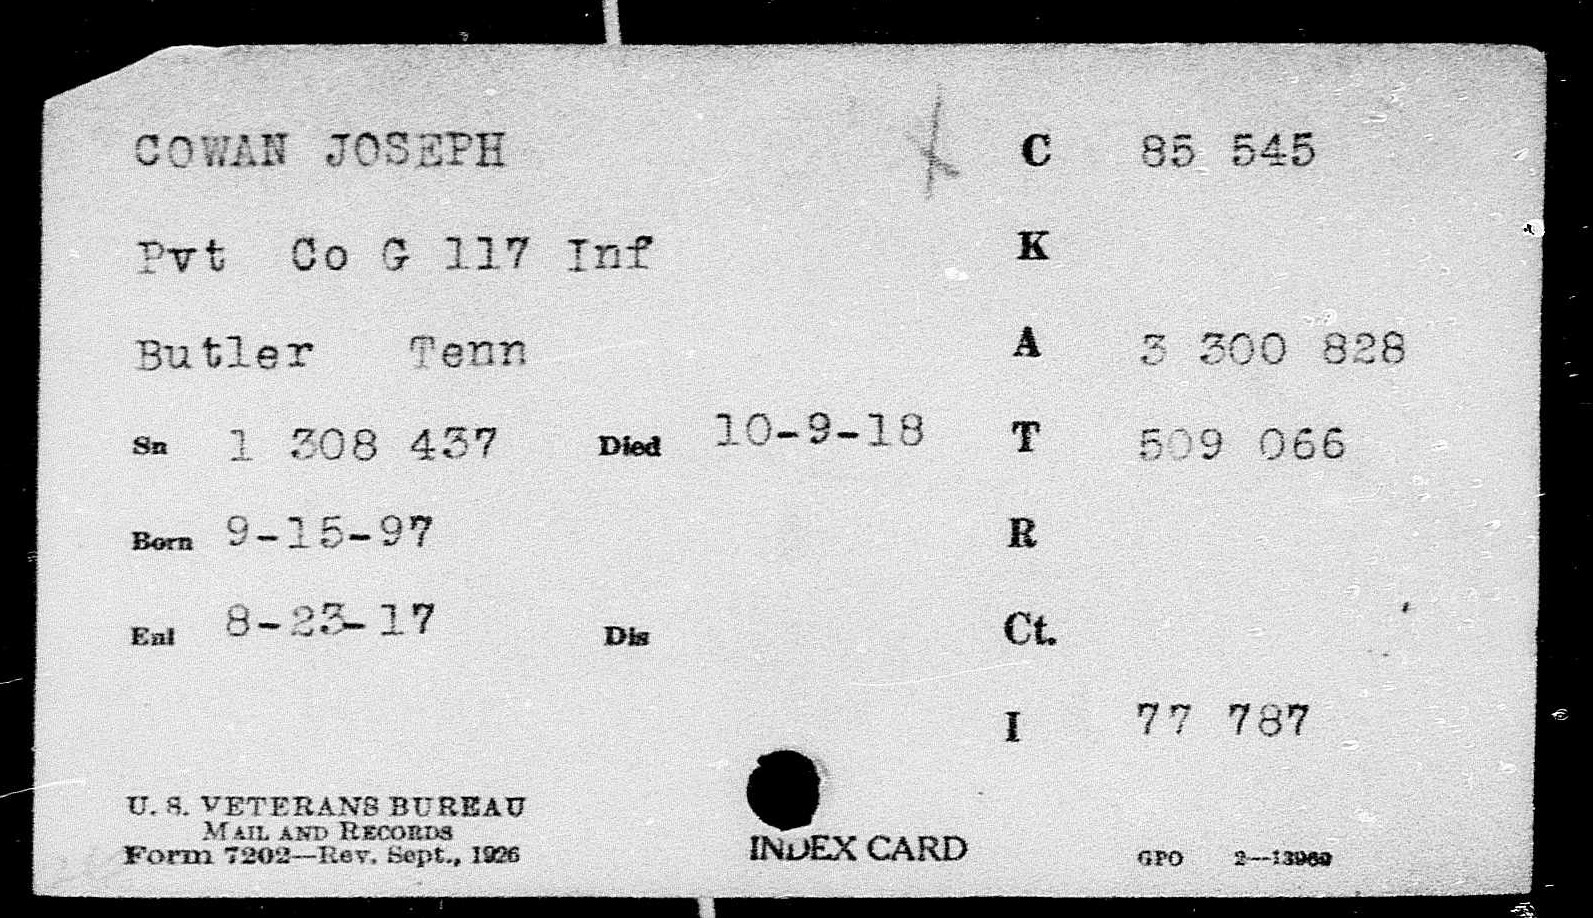 COWAN JOSEPH C 85 545
Pvt Co G 117 Inf K
Butler Tenn A 3 300 828
Sn 1 308 437 Died 10-9-18 T 509 066
Born 9-15-97 R
Enl 8-23-17 Dis Ct.
I 77 787
U. S. VETERANS BUREAU
MAIL AND RECORDS
Form 7202—Rev. Sept., 1926
INDEX CARD
GPO 2—13960